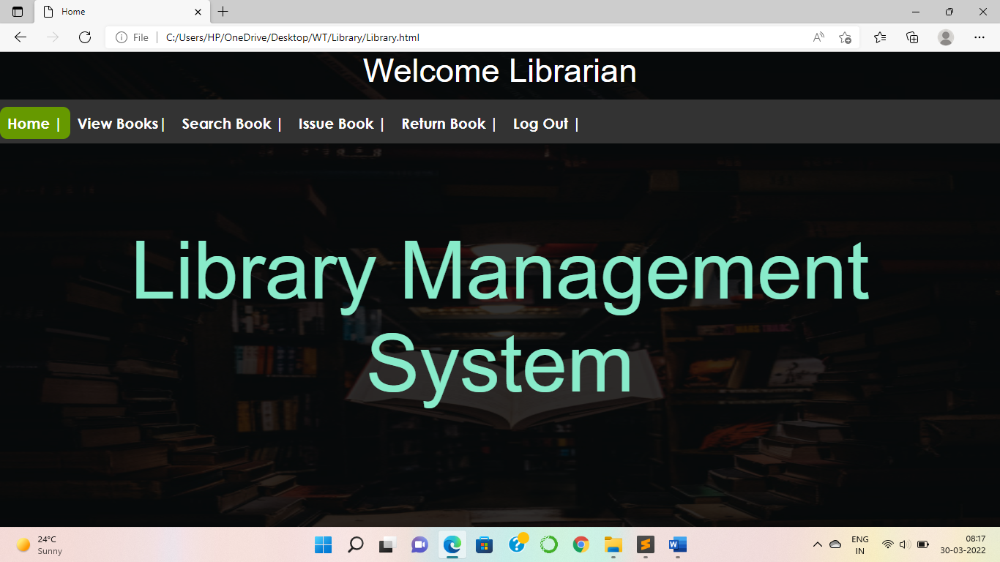 Home
File | C:/Users/HP/OneDrive/Desktop/WT/Library/Library.html
Welcome Librarian
Home | View Books| Search Book | Issue Book | Return Book | Log Out |
Library Management
System
24°C
Sunny
ENG
IN
08:17
30-03-2022